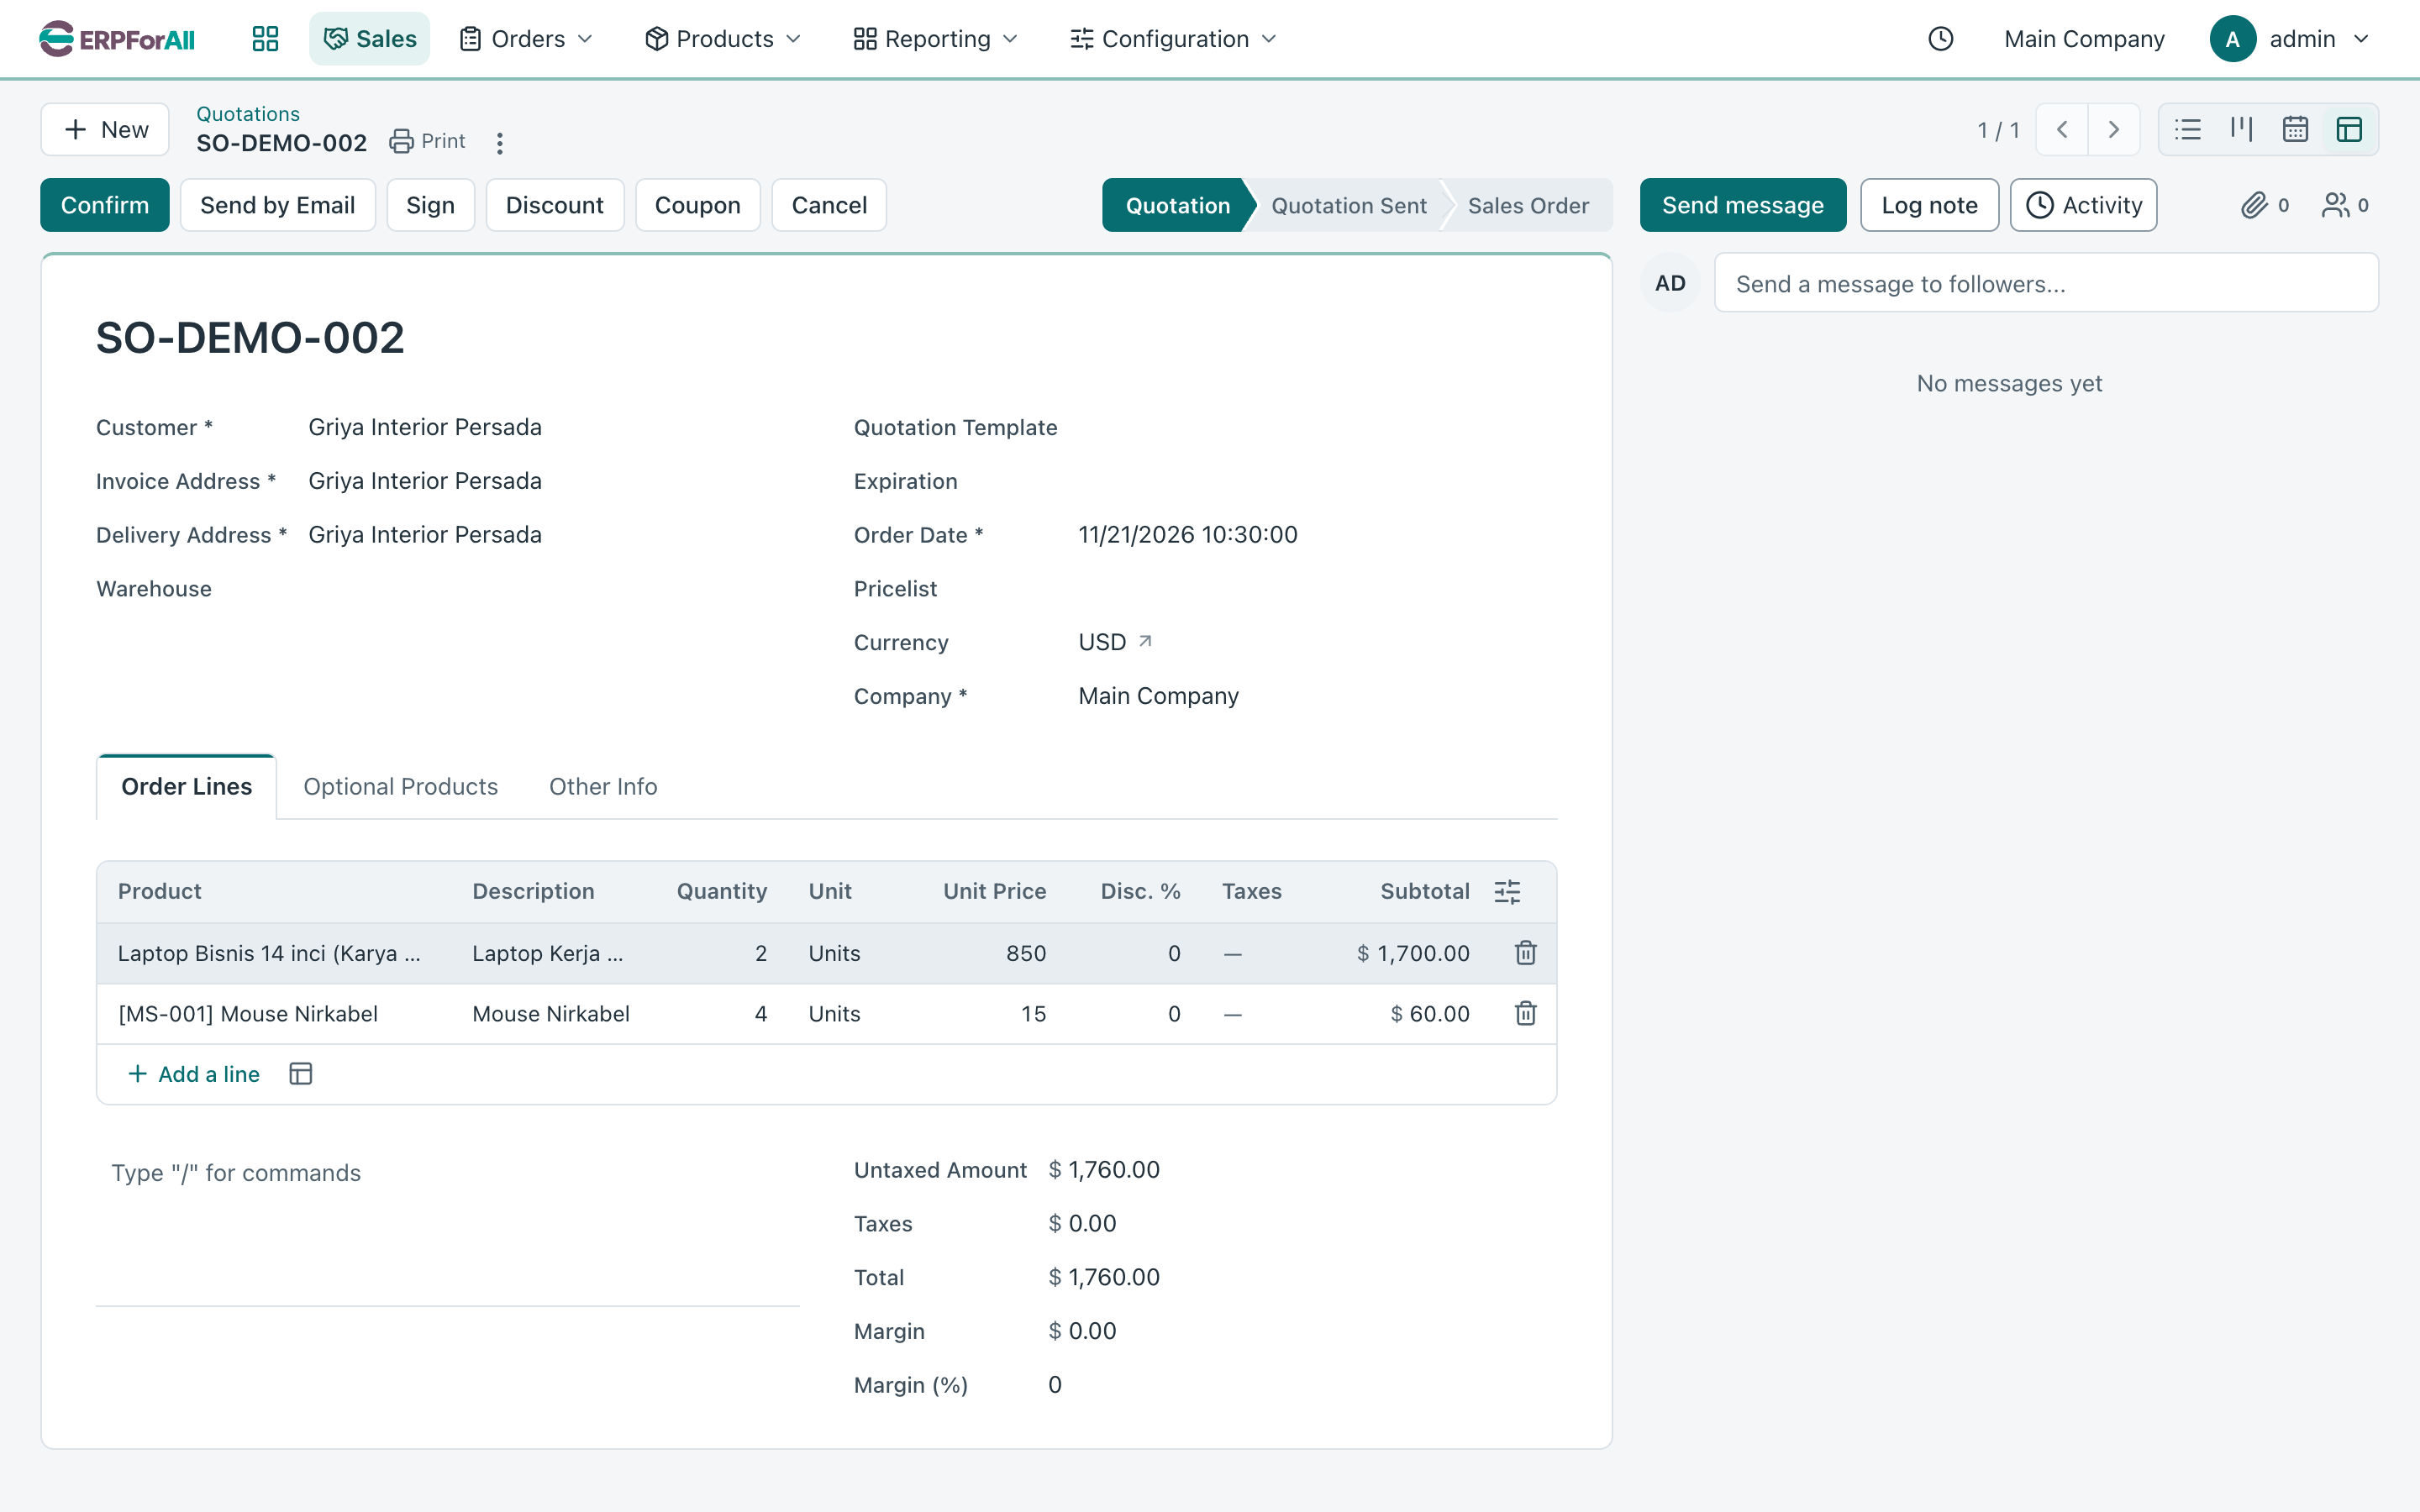 ERPForAll Sales Orders Products Reporting Configuration Main Company A admin
New Quotations 1 / 1
SO-DEMO-002 Print
Confirm Send by Email Sign Discount Coupon Cancel Quotation Quotation Sent Sales Order Send message Log note Activity 0 0
AD Send a message to followers...
No messages yet
SO-DEMO-002
Customer * Griya Interior Persada Quotation Template
Invoice Address * Griya Interior Persada Expiration
Delivery Address * Griya Interior Persada Order Date * 11/21/2026 10:30:00
Warehouse Pricelist
Currency USD
Company * Main Company
Order Lines Optional Products Other Info
Product Description Quantity Unit Unit Price Disc. % Taxes Subtotal
Laptop Bisnis 14 inci (Karya ... Laptop Kerja ... 2 Units 850 0 — $ 1,700.00
[MS-001] Mouse Nirkabel Mouse Nirkabel 4 Units 15 0 — $ 60.00
+ Add a line
Type "/" for commands Untaxed Amount $ 1,760.00
Taxes $ 0.00
Total $ 1,760.00
Margin $ 0.00
Margin (%) 0